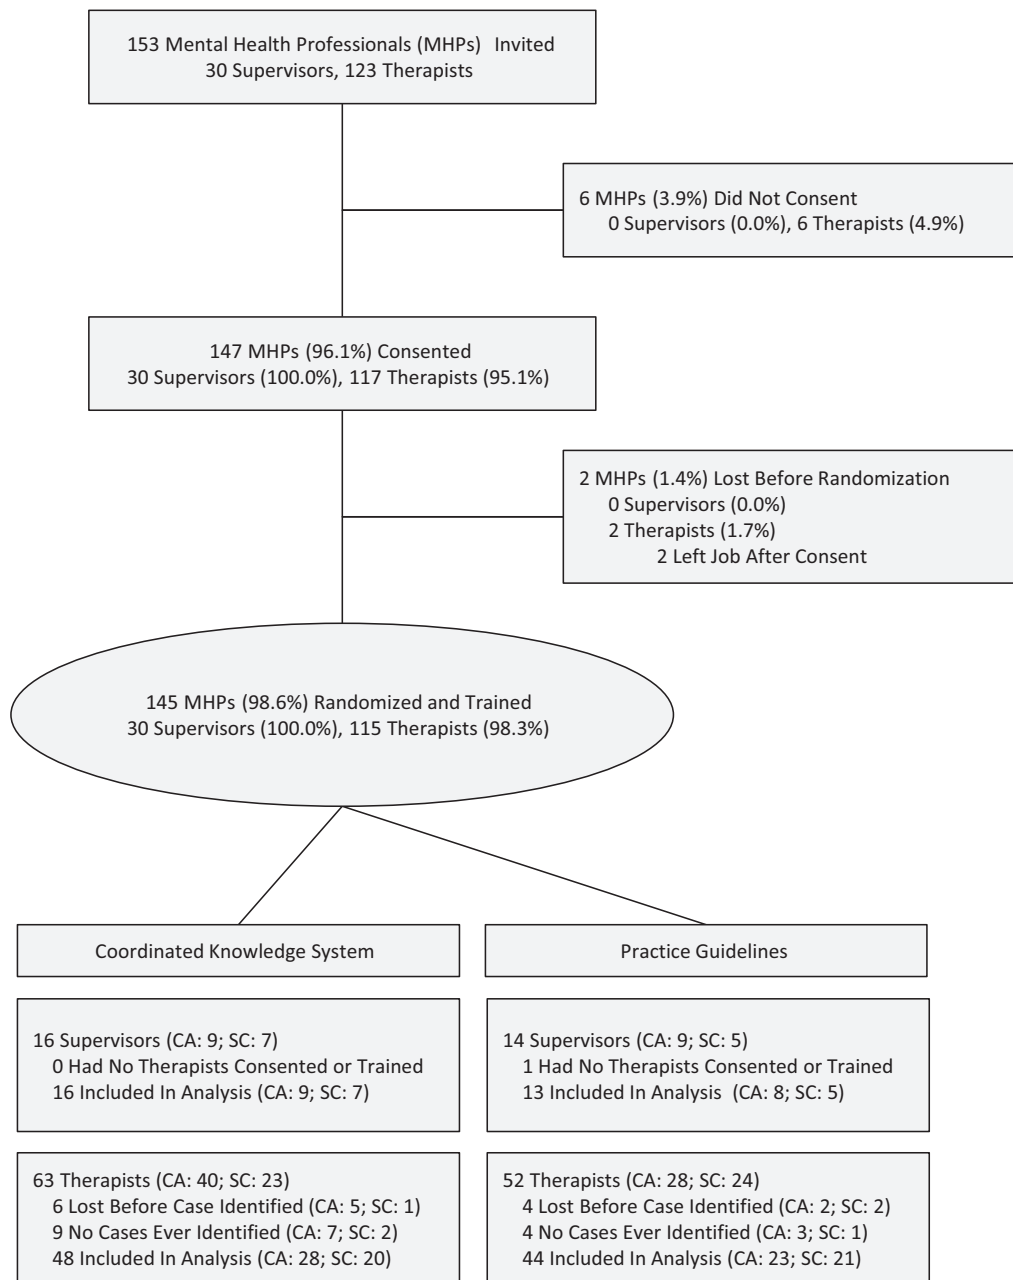 153 Mental Health Professionals (MHPs) Invited
30 Supervisors, 123 Therapists
6 MHPs (3.9%) Did Not Consent
0 Supervisors (0.0%), 6 Therapists (4.9%)
147 MHPs (96.1%) Consented
30 Supervisors (100.0%), 117 Therapists (95.1%)
2 MHPs (1.4%) Lost Before Randomization
0 Supervisors (0.0%)
2 Therapists (1.7%)
2 Left Job After Consent
145 MHPs (98.6%) Randomized and Trained
30 Supervisors (100.0%), 115 Therapists (98.3%)
Coordinated Knowledge System
16 Supervisors (CA: 9; SC: 7)
0 Had No Therapists Consented or Trained
16 Included In Analysis (CA: 9; SC: 7)
63 Therapists (CA: 40; SC: 23)
6 Lost Before Case Identified (CA: 5; SC: 1)
9 No Cases Ever Identified (CA: 7; SC: 2)
48 Included In Analysis (CA: 28; SC: 20)
Practice Guidelines
14 Supervisors (CA: 9; SC: 5)
1 Had No Therapists Consented or Trained
13 Included In Analysis (CA: 8; SC: 5)
52 Therapists (CA: 28; SC: 24)
4 Lost Before Case Identified (CA: 2; SC: 2)
4 No Cases Ever Identified (CA: 3; SC: 1)
44 Included In Analysis (CA: 23; SC: 21)